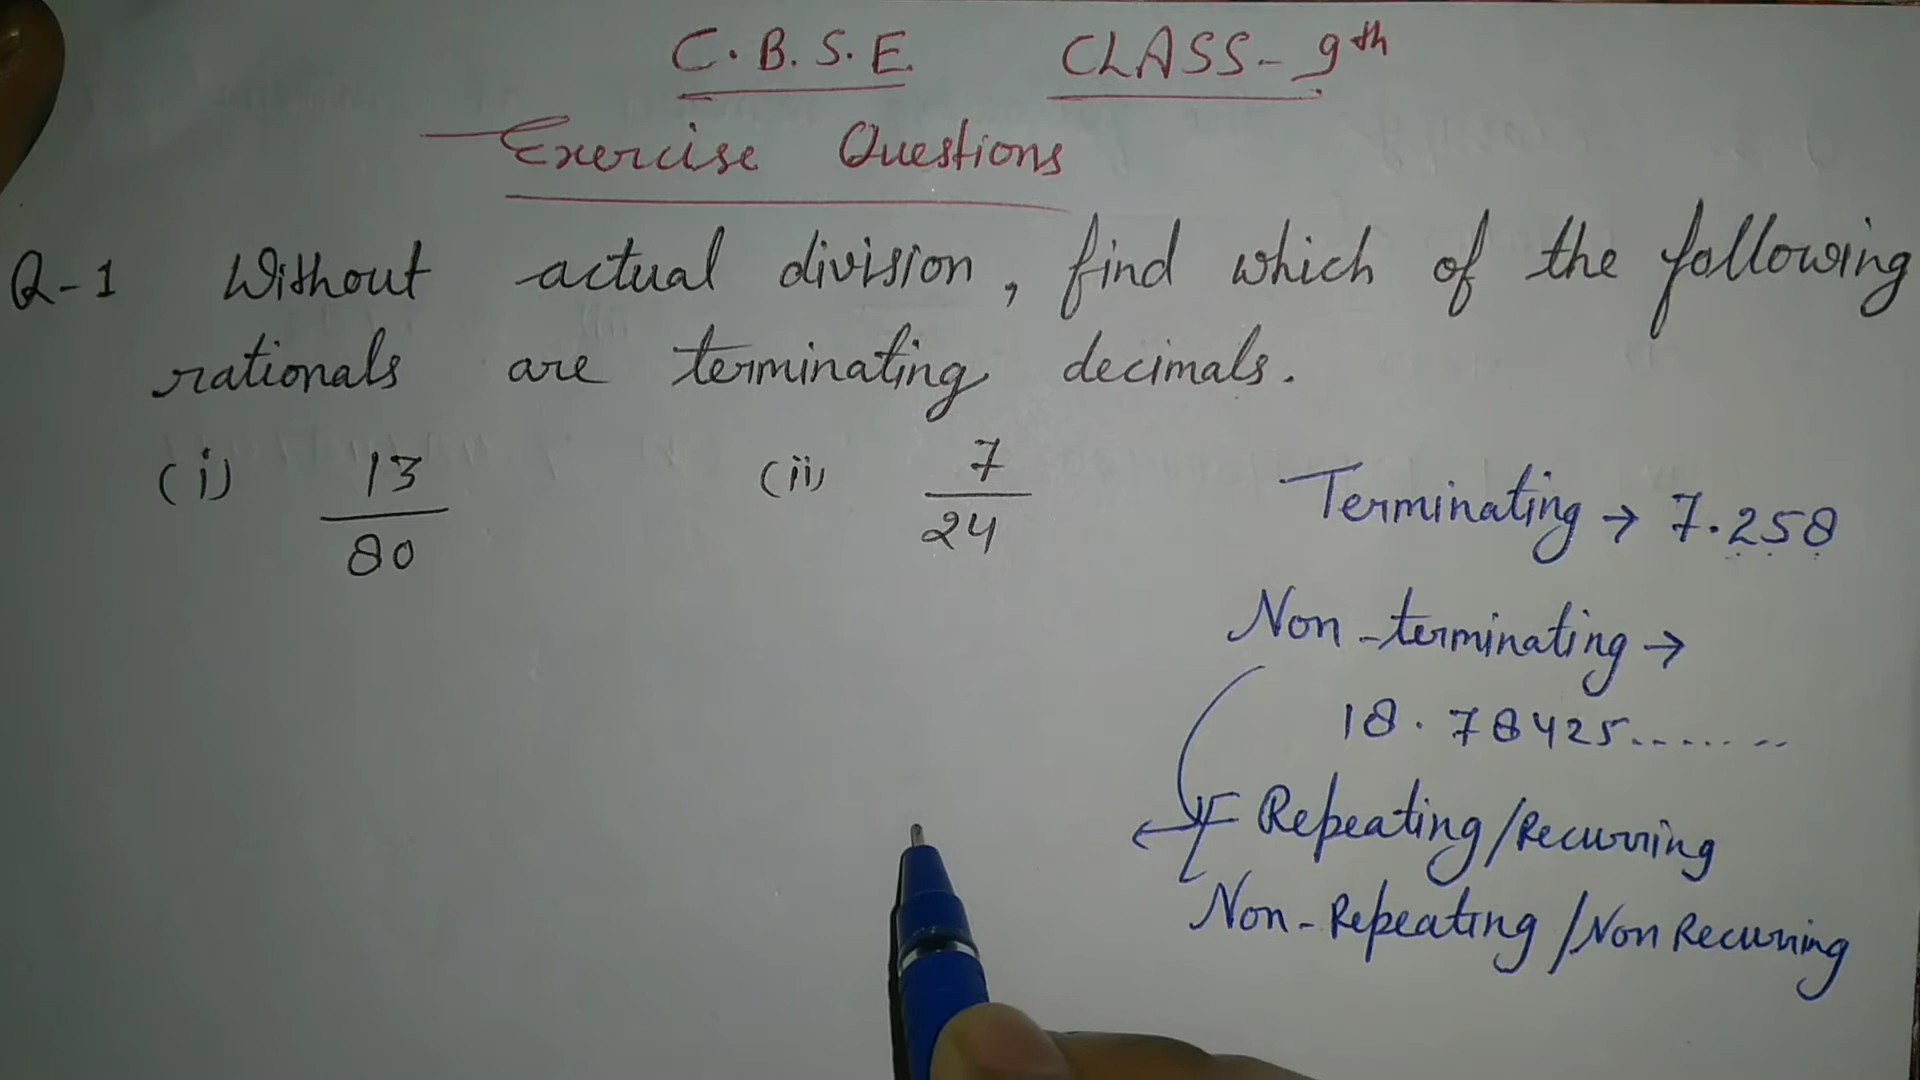 C.B.S.E. CLASS-9th
Exercise Questions
Q-1 Without actual division, find which of the following
rationals are terminating decimals.
(i) 13/80 (ii) 7/24
Terminating → 7.258
Non-terminating →
18.78425.......
Repeating/Recurring
Non-Repeating/Non Recurring